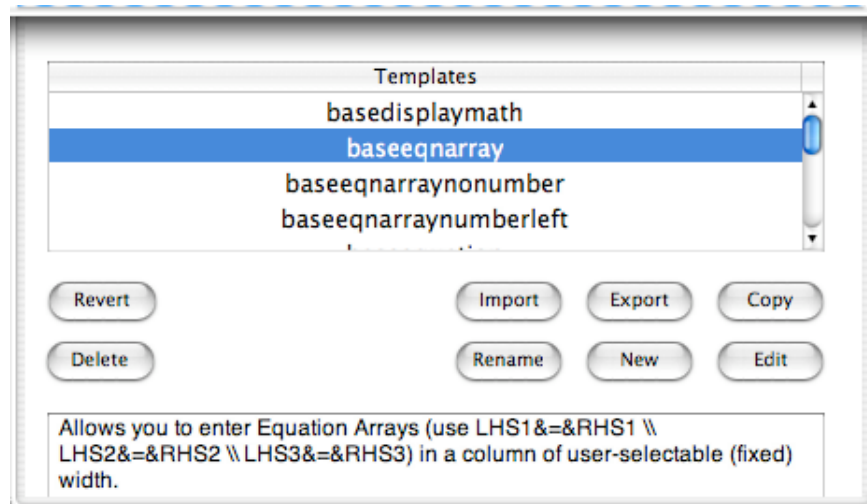 Templates
basedisplaymath
baseeqnarray
baseeqnarraynonumber
baseeqnarraynumberleft
Revert Import Export Copy
Delete Rename New Edit
Allows you to enter Equation Arrays (use LHS1&=&RHS1 \\
LHS2&=&RHS2 \\ LHS3&=&RHS3) in a column of user-selectable (fixed)
width.